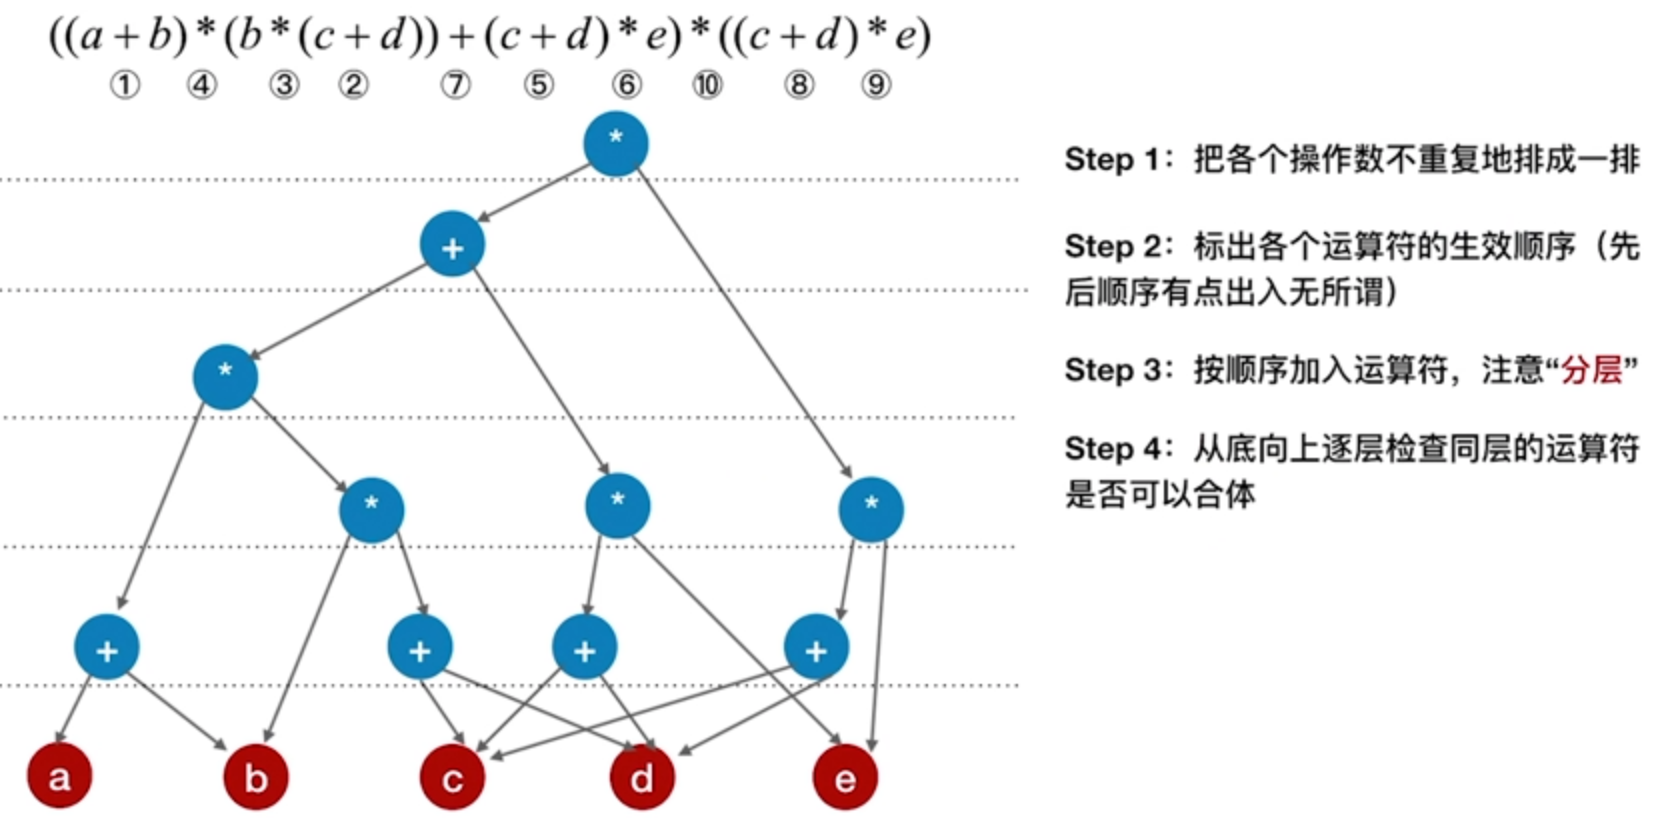 ((a+b)*(b*(c+d))+(c+d)*e)*((c+d)*e)
① ④ ③ ② ⑦ ⑤ ⑥ ⑩ ⑧ ⑨
*
+
*
* * *
+ + + +
a b c d e
Step 1：把各个操作数不重复地排成一排
Step 2：标出各个运算符的生效顺序（先
后顺序有点出入无所谓）
Step 3：按顺序加入运算符，注意“分层”
Step 4：从底向上逐层检查同层的运算符
是否可以合体